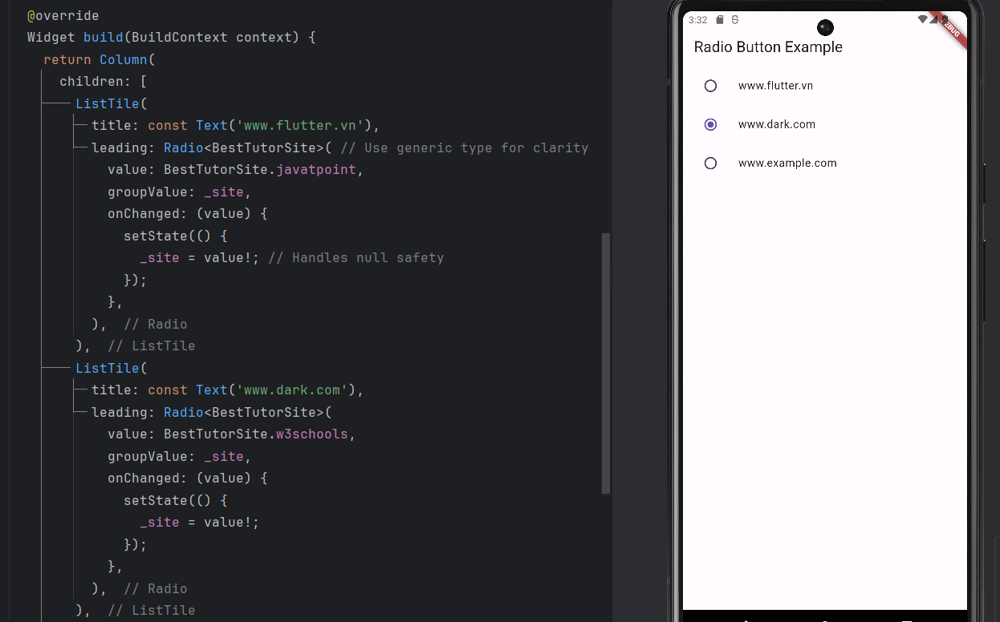 @override
Widget build(BuildContext context) {
return Column(
children: [
ListTile(
title: const Text('www.flutter.vn'),
leading: Radio<BestTutorSite>( // Use generic type for clarity
value: BestTutorSite.javatpoint,
groupValue: _site,
onChanged: (value) {
setState(() {
_site = value!; // Handles null safety
});
},
), // Radio
), // ListTile
ListTile(
title: const Text('www.dark.com'),
leading: Radio<BestTutorSite>(
value: BestTutorSite.w3schools,
groupValue: _site,
onChanged: (value) {
setState(() {
_site = value!;
});
},
), // Radio
), // ListTile
3:32
Radio Button Example
www.flutter.vn
www.dark.com
www.example.com